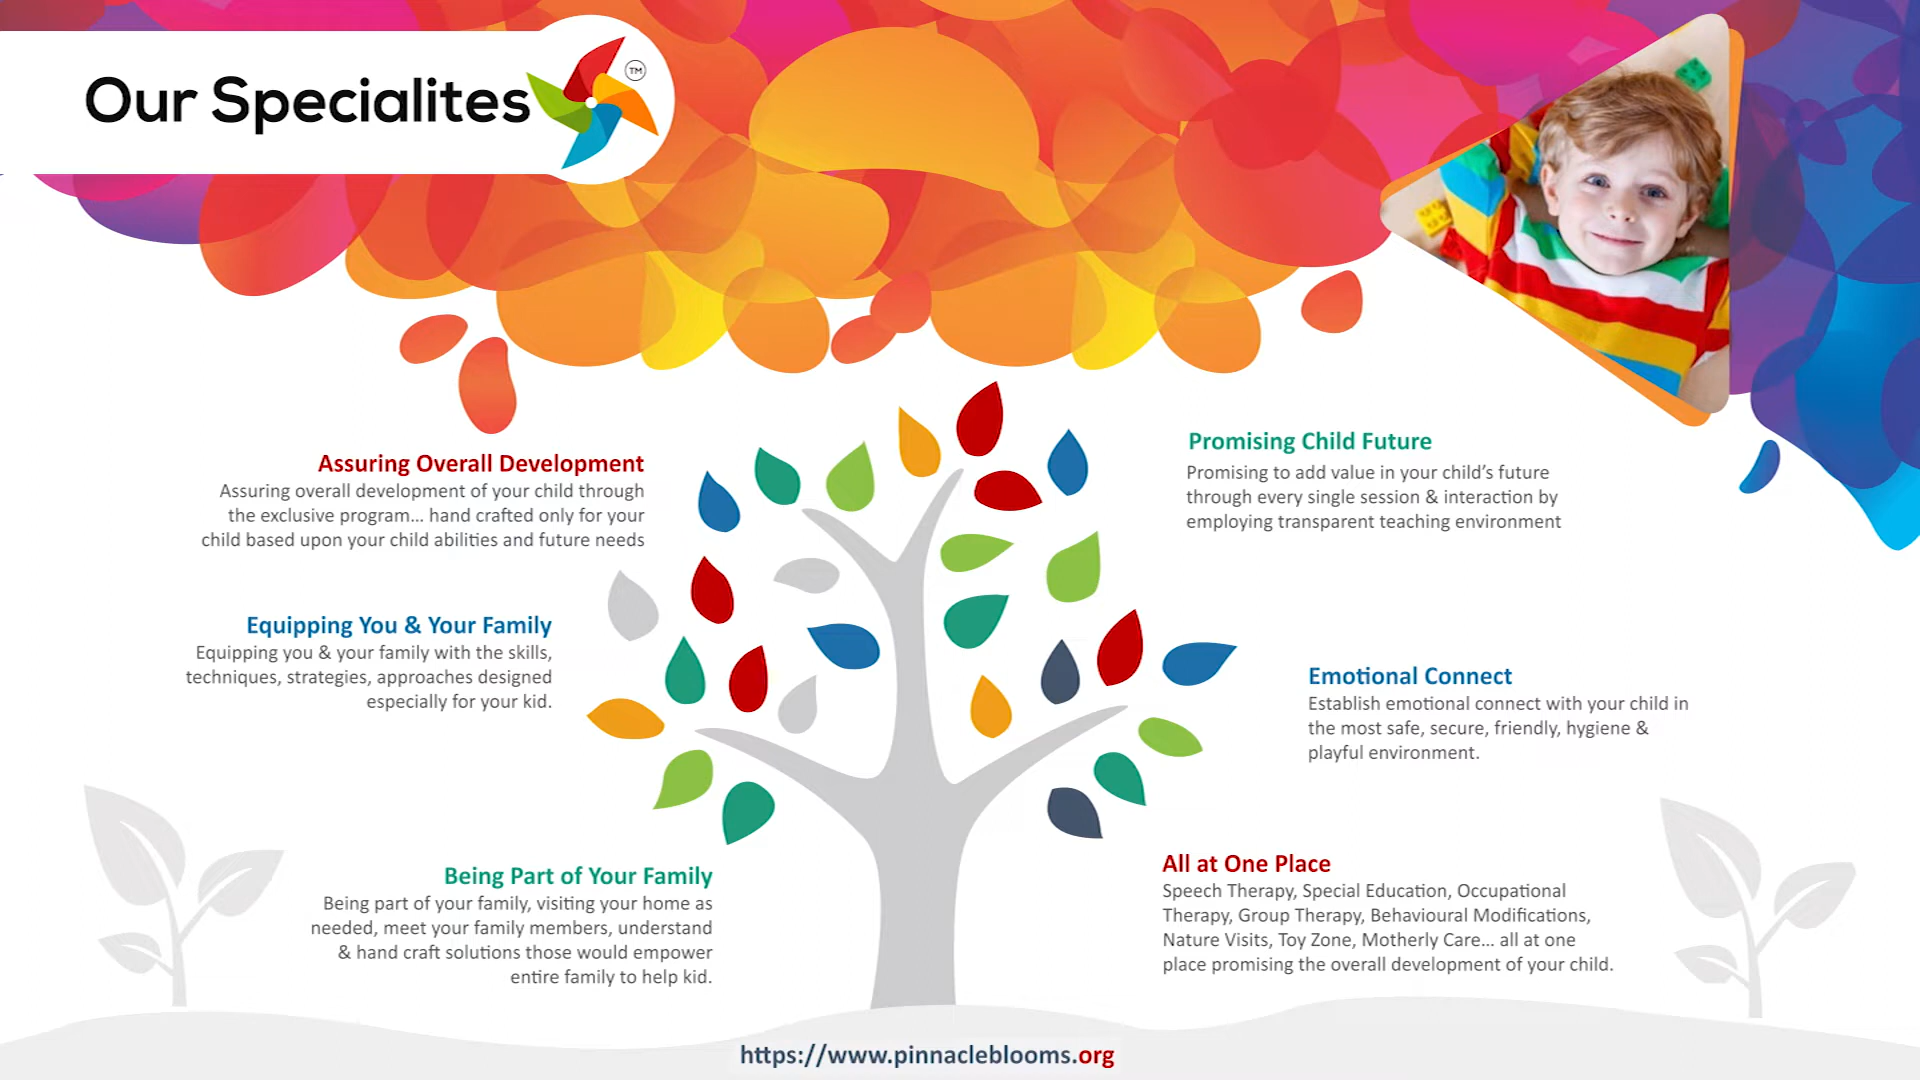 Our Specialites
TM
Assuring Overall Development
Assuring overall development of your child through
the exclusive program... hand crafted only for your
child based upon your child abilities and future needs
Equipping You & Your Family
Equipping you & your family with the skills,
techniques, strategies, approaches designed
especially for your kid.
Being Part of Your Family
Being part of your family, visiting your home as
needed, meet your family members, understand
& hand craft solutions those would empower
entire family to help kid.
Promising Child Future
Promising to add value in your child's future
through every single session & interaction by
employing transparent teaching environment
Emotional Connect
Establish emotional connect with your child in
the most safe, secure, friendly, hygiene &
playful environment.
All at One Place
Speech Therapy, Special Education, Occupational
Therapy, Group Therapy, Behavioural Modifications,
Nature Visits, Toy Zone, Motherly Care... all at one
place promising the overall development of your child.
https://www.pinnacleblooms.org